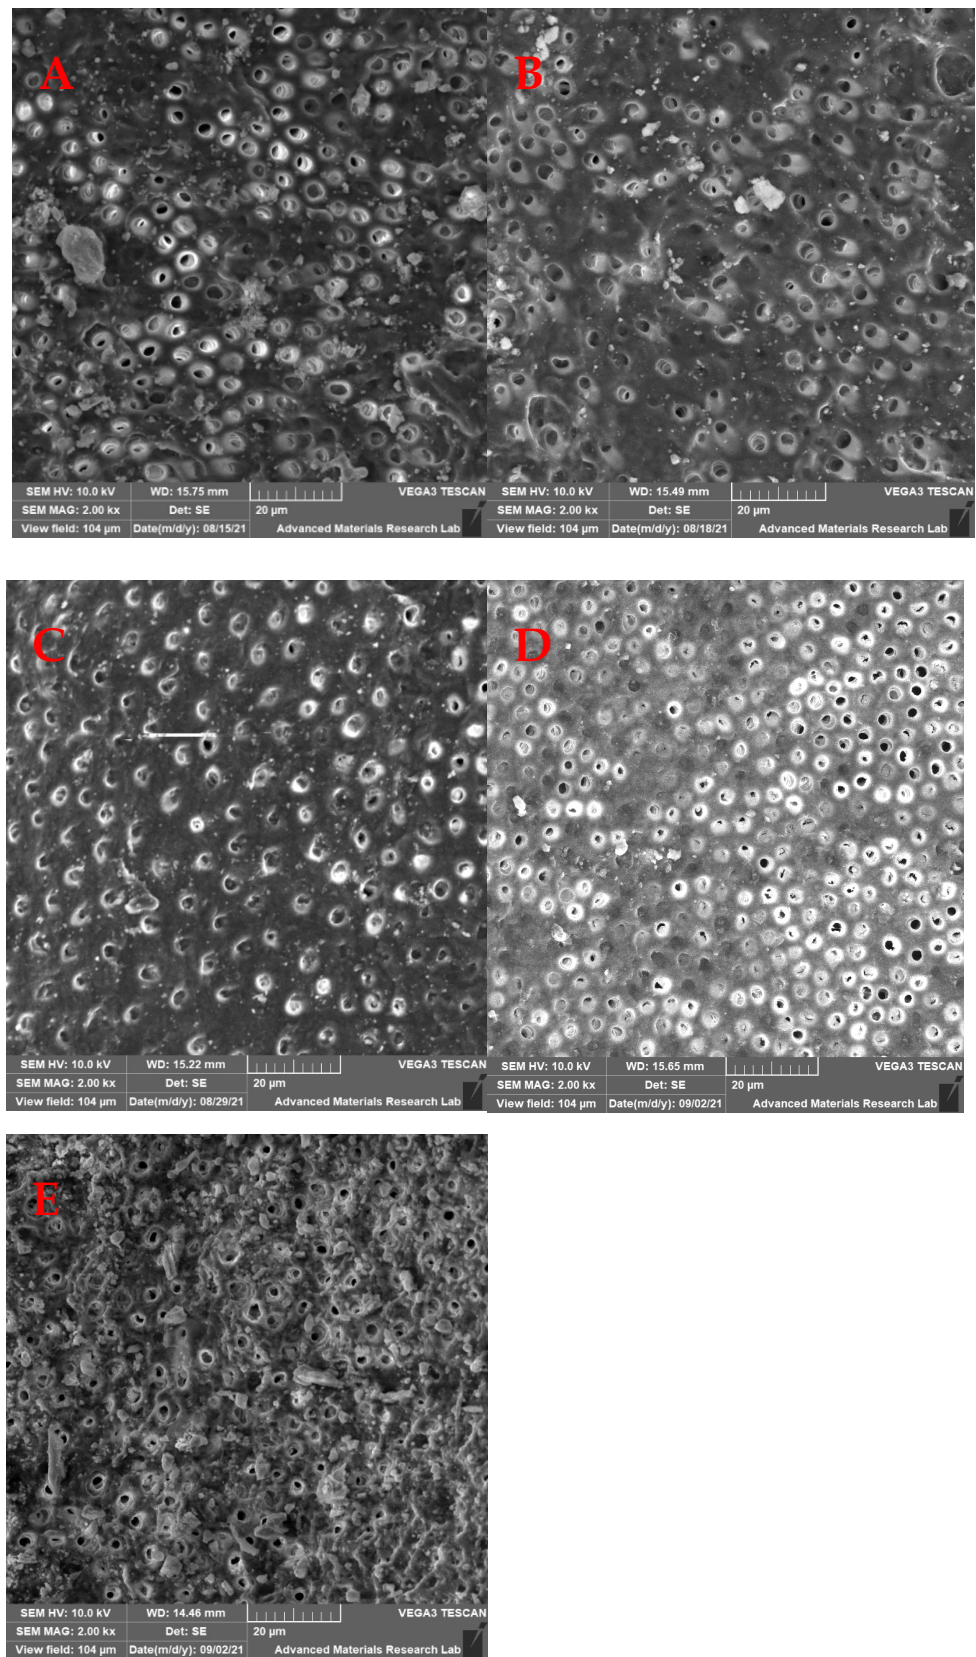 A
B
SEM HV: 10.0 kV WD: 15.75 mm VEGA3 TESCAN
SEM MAG: 2.00 kx Det: SE 20 µm
View field: 104 µm Date(m/d/y): 08/15/21 Advanced Materials Research Lab
SEM HV: 10.0 kV WD: 15.49 mm VEGA3 TESCAN
SEM MAG: 2.00 kx Det: SE 20 µm
View field: 104 µm Date(m/d/y): 08/18/21 Advanced Materials Research Lab
C
D
SEM HV: 10.0 kV WD: 15.22 mm VEGA3 TESCAN
SEM MAG: 2.00 kx Det: SE 20 µm
View field: 104 µm Date(m/d/y): 08/29/21 Advanced Materials Research Lab
SEM HV: 10.0 kV WD: 15.65 mm VEGA3 TESCAN
SEM MAG: 2.00 kx Det: SE 20 µm
View field: 104 µm Date(m/d/y): 09/02/21 Advanced Materials Research Lab
E
SEM HV: 10.0 kV WD: 14.46 mm VEGA3 TESCAN
SEM MAG: 2.00 kx Det: SE 20 µm
View field: 104 µm Date(m/d/y): 09/02/21 Advanced Materials Research Lab